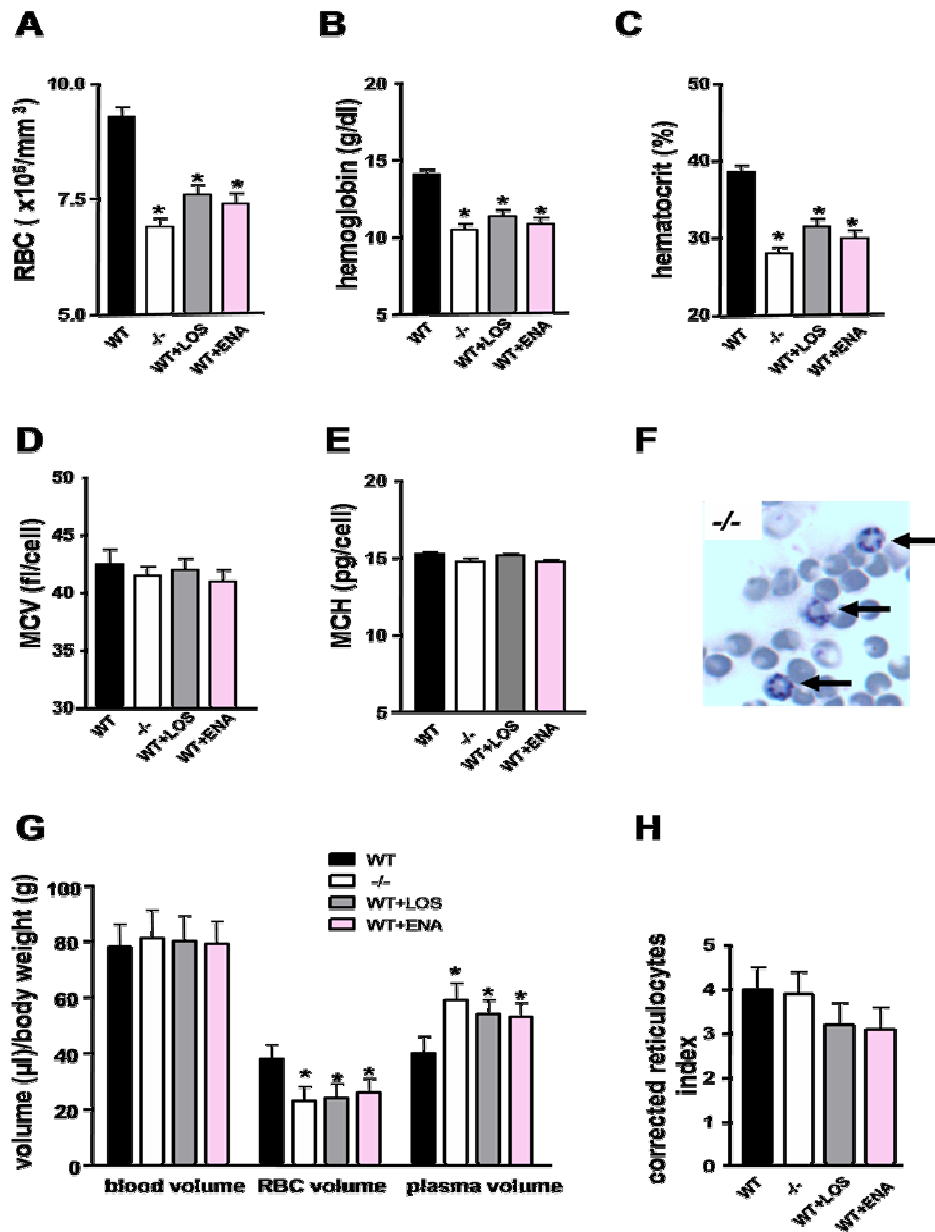 A
RBC ( x10⁶/mm ³)
10.0
7.5
5.0
*
*
*
WT
-/-
WT+LOS
WT+ENA
B
hemoglobin (g/dl)
20
15
10
5
*
*
*
WT
-/-
WT+LOS
WT+ENA
C
hematocrit (%)
50
40
30
20
*
*
*
WT
-/-
WT+LOS
WT+ENA
D
MCV (fl/cell)
50
45
40
35
30
WT
-/-
WT+LOS
WT+ENA
E
MCH (pg/cell)
20
15
10
5
WT
-/-
WT+LOS
WT+ENA
F
-/-
G
WT
-/-
WT+LOS
WT+ENA
volume (µl)/body weight (g)
100
80
60
40
20
0
*
*
*
*
*
*
blood volume
RBC volume
plasma volume
H
corrected reticulocytes
index
5
4
3
2
1
0
WT
-/-
WT+LOS
WT+ENA